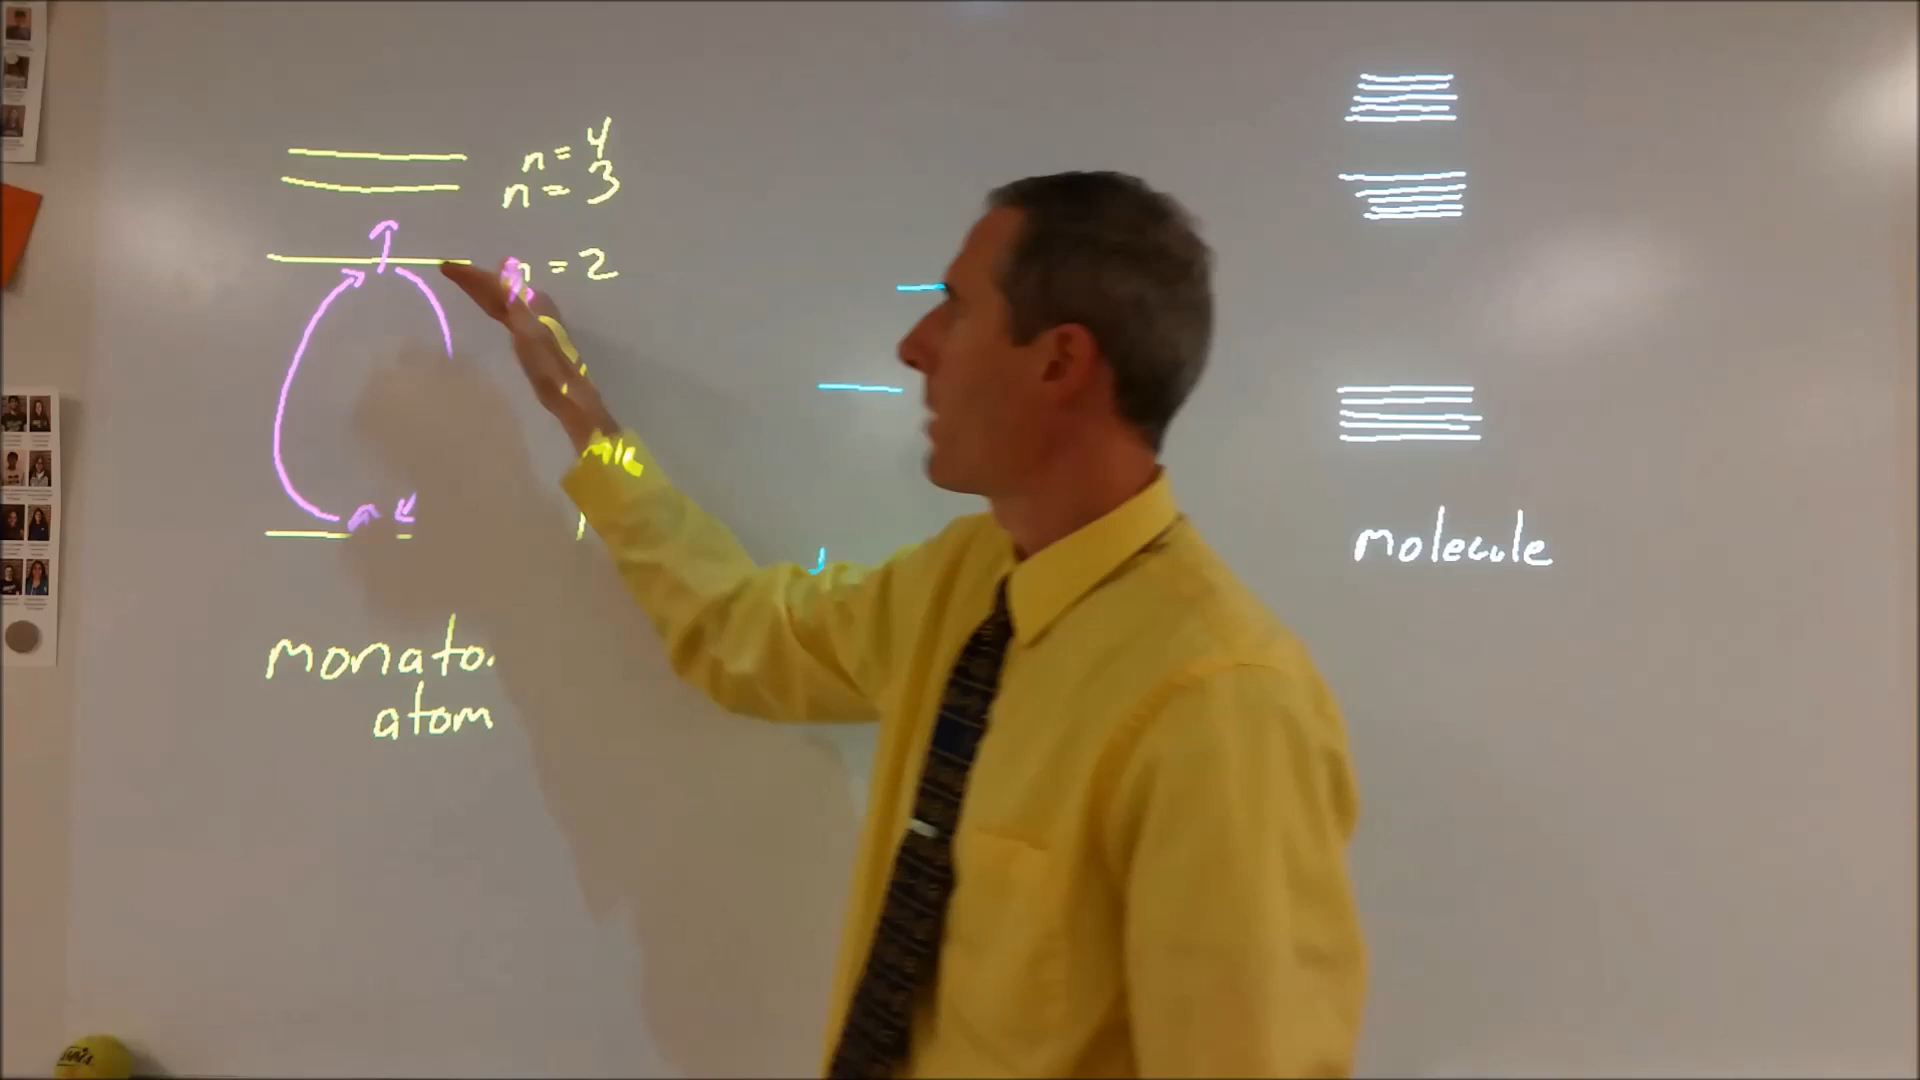 n = 4
n = 3
n = 2
monato
atom
molecule